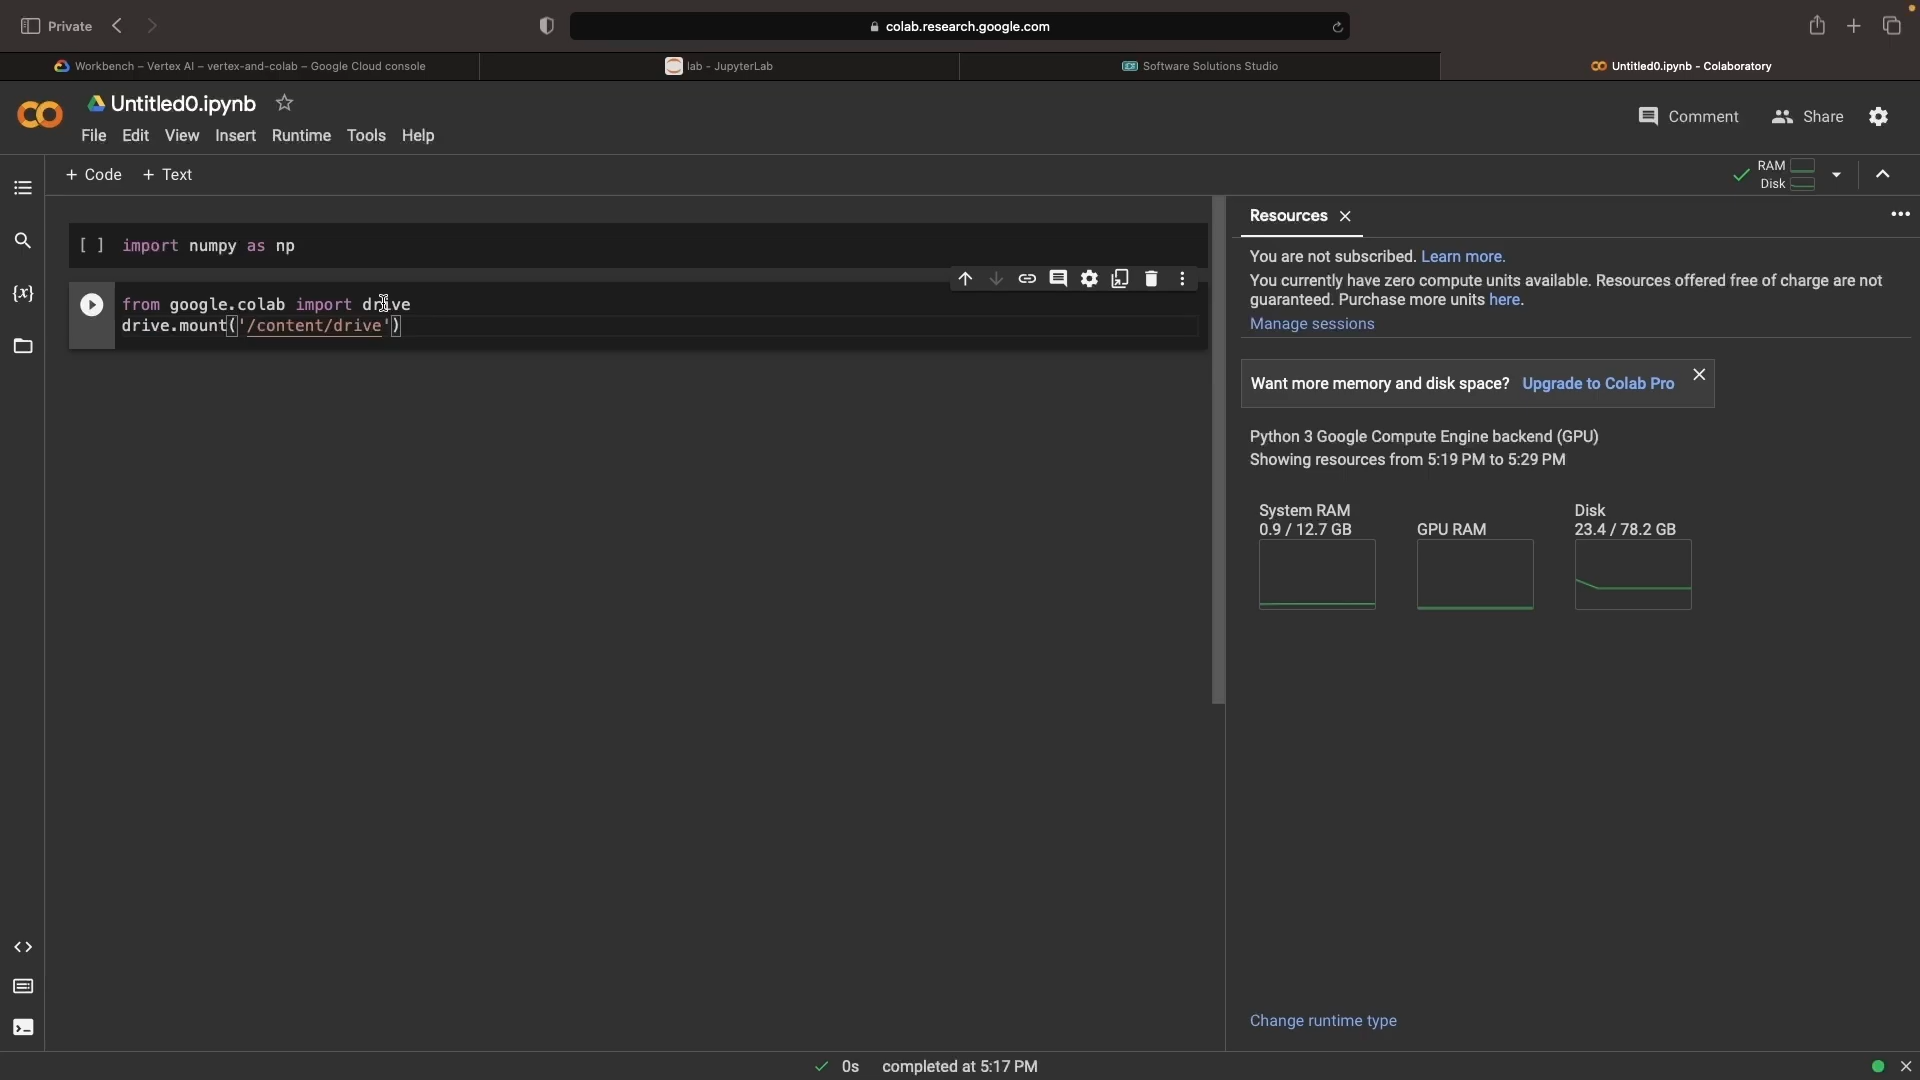 Private
colab.research.google.com
Workbench – Vertex AI – vertex-and-colab – Google Cloud console
lab - JupyterLab
Software Solutions Studio
Untitled0.ipynb - Colaboratory
Untitled0.ipynb
File Edit View Insert Runtime Tools Help
Comment
Share
+ Code + Text
RAM
Disk
[ ] import numpy as np
from google.colab import drive
drive.mount('/content/drive')
Resources
You are not subscribed. Learn more.
You currently have zero compute units available. Resources offered free of charge are not
guaranteed. Purchase more units here.
Manage sessions
Want more memory and disk space? Upgrade to Colab Pro
Python 3 Google Compute Engine backend (GPU)
Showing resources from 5:19 PM to 5:29 PM
System RAM
0.9 / 12.7 GB
GPU RAM
Disk
23.4 / 78.2 GB
Change runtime type
0s completed at 5:17 PM